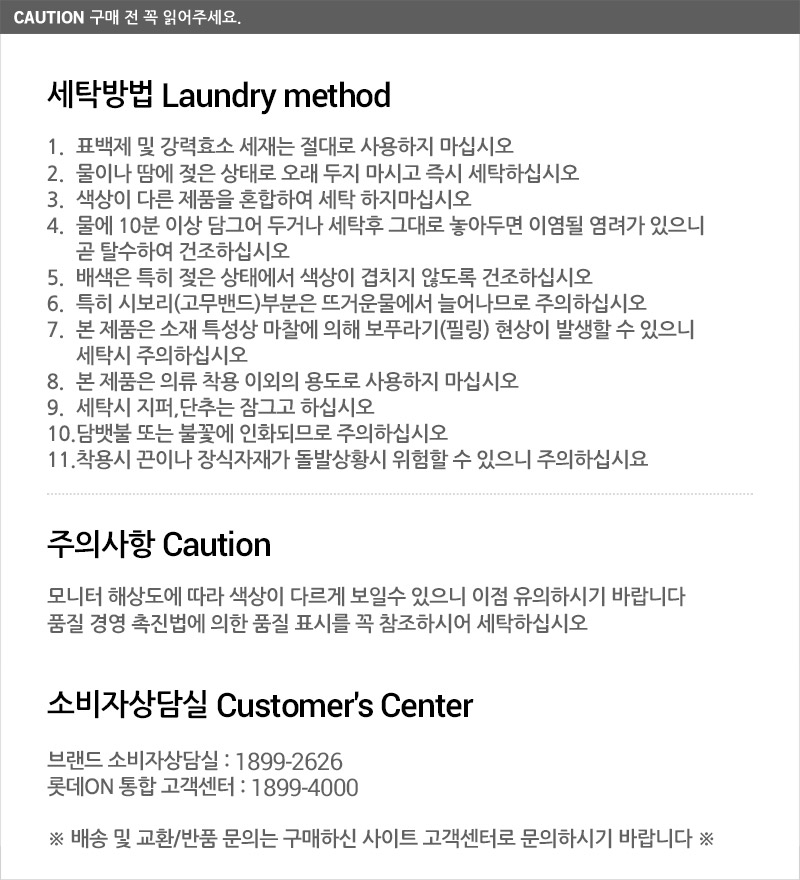 CAUTION 구매 전 꼭 읽어주세요.
세탁방법 Laundry method
1. 표백제 및 강력효소 세재는 절대로 사용하지 마십시오
2. 물이나 땀에 젖은 상태로 오래 두지 마시고 즉시 세탁하십시오
3. 색상이 다른 제품을 혼합하여 세탁 하지마십시오
4. 물에 10분 이상 담그어 두거나 세탁후 그대로 놓아두면 이염될 염려가 있으니
곧 탈수하여 건조하십시오
5. 배색은 특히 젖은 상태에서 색상이 겹치지 않도록 건조하십시오
6. 특히 시보리(고무밴드)부분은 뜨거운물에서 늘어나므로 주의하십시오
7. 본 제품은 소재 특성상 마찰에 의해 보푸라기(필링) 현상이 발생할 수 있으니
세탁시 주의하십시오
8. 본 제품은 의류 착용 이외의 용도로 사용하지 마십시오
9. 세탁시 지퍼,단추는 잠그고 하십시오
10.담뱃불 또는 불꽃에 인화되므로 주의하십시오
11.착용시 끈이나 장식자재가 돌발상황시 위험할 수 있으니 주의하십시요
주의사항 Caution
모니터 해상도에 따라 색상이 다르게 보일수 있으니 이점 유의하시기 바랍니다
품질 경영 촉진법에 의한 품질 표시를 꼭 참조하시어 세탁하십시오
소비자상담실 Customer's Center
브랜드 소비자상담실 : 1899-2626
롯데ON 통합 고객센터 : 1899-4000
※ 배송 및 교환/반품 문의는 구매하신 사이트 고객센터로 문의하시기 바랍니다 ※